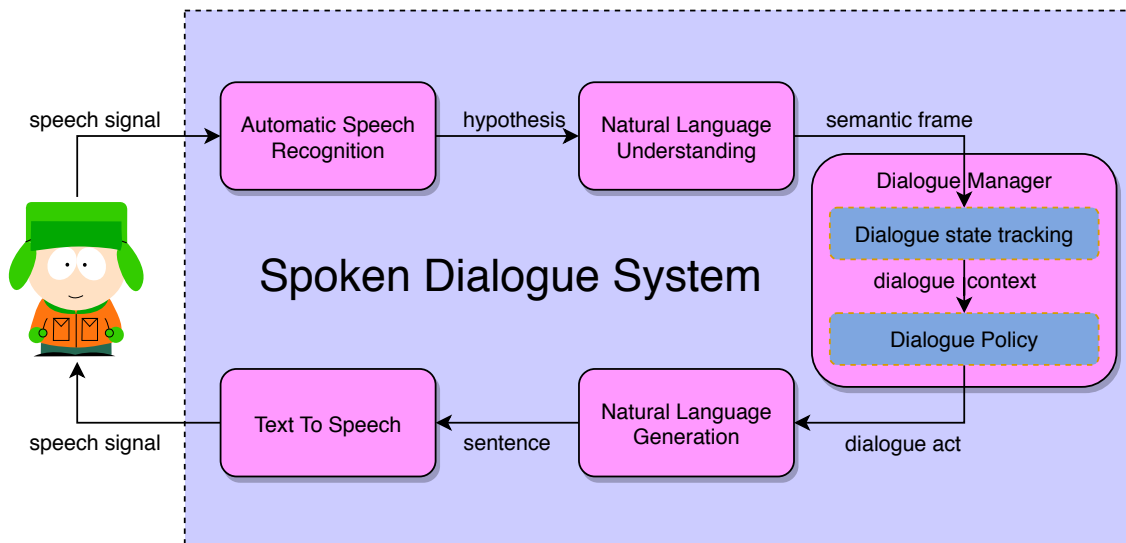 speech signal
Automatic Speech
Recognition
hypothesis
Natural Language
Understanding
semantic frame
Dialogue Manager
Dialogue state tracking
dialogue context
Dialogue Policy
Spoken Dialogue System
speech signal
Text To Speech
sentence
Natural Language
Generation
dialogue act